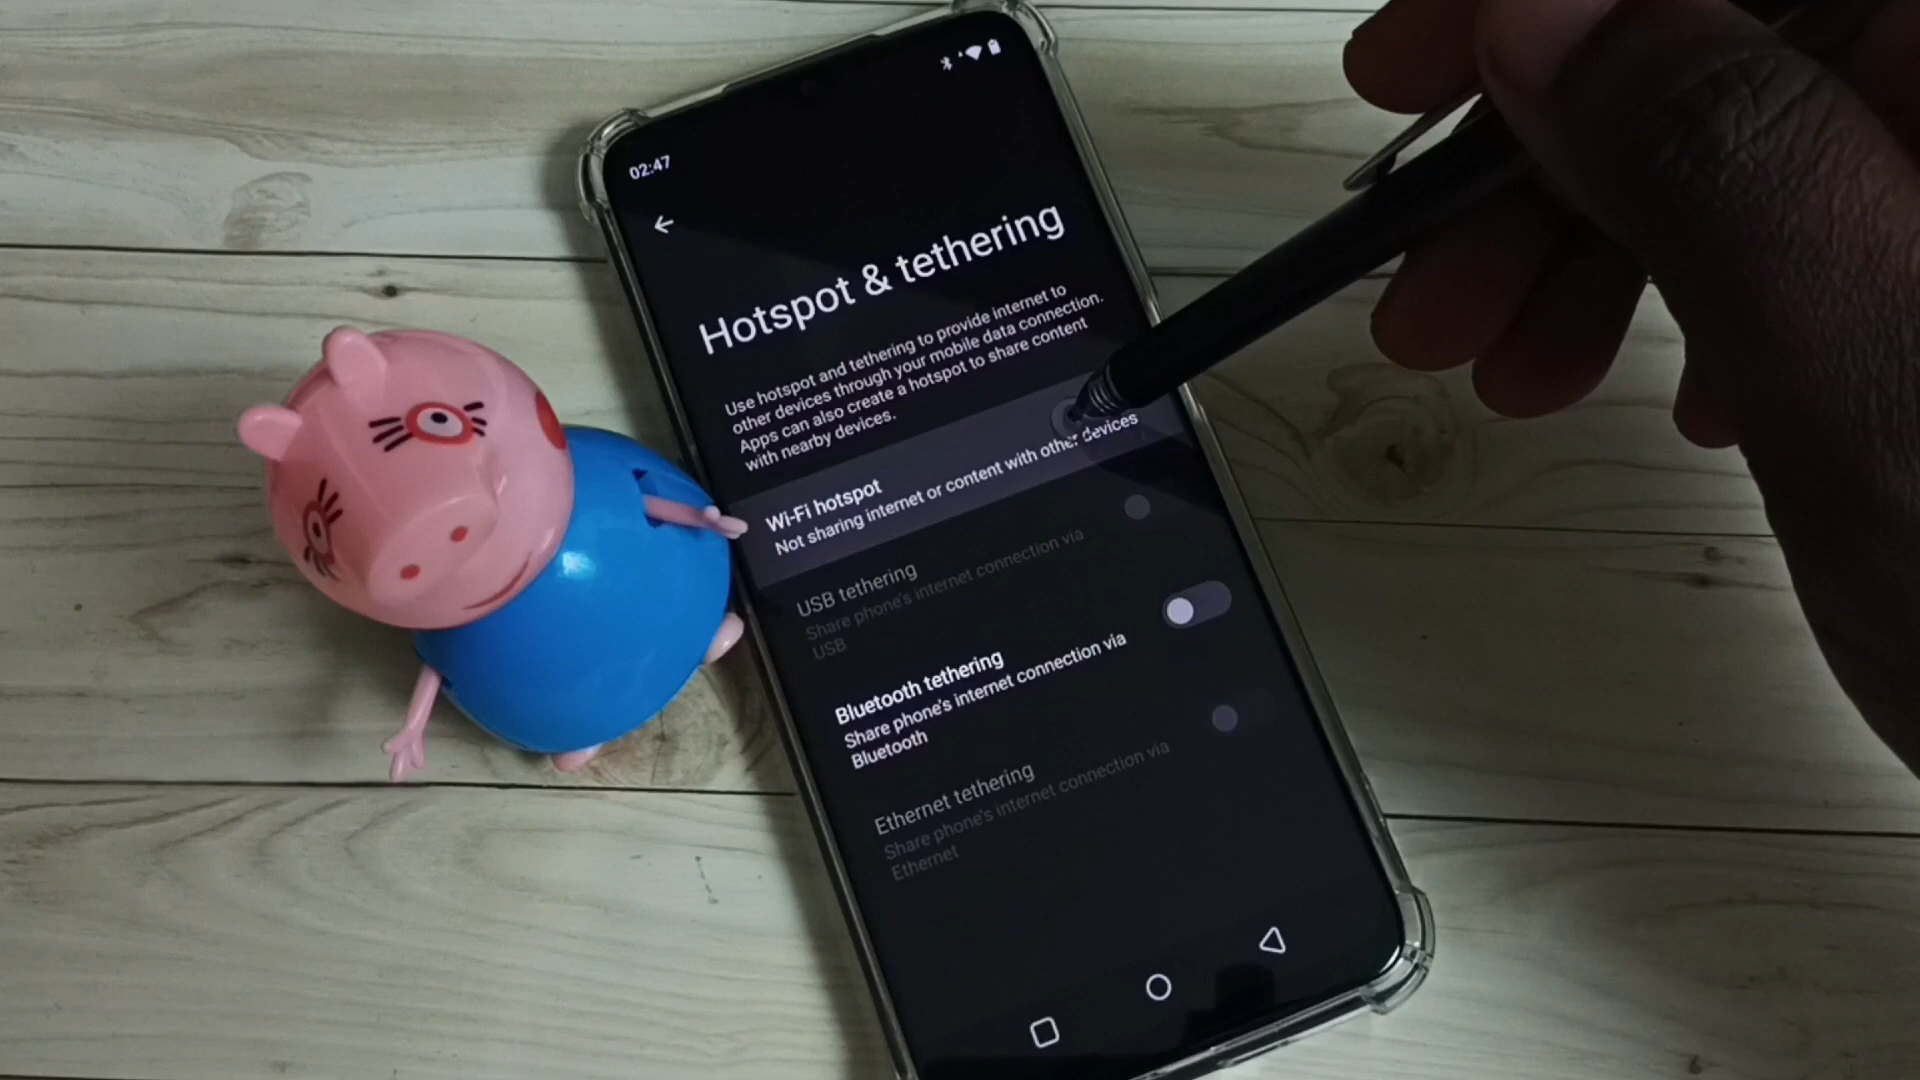 02:47
Hotspot & tethering
Use hotspot and tethering to provide internet to
other devices through your mobile data connection.
Apps can also create a hotspot to share content
with nearby devices.
Wi-Fi hotspot
Not sharing internet or content with other devices
USB tethering
Share phone's internet connection via
USB
Bluetooth tethering
Share phone's internet connection via
Bluetooth
Ethernet tethering
Share phone's internet connection via
Ethernet